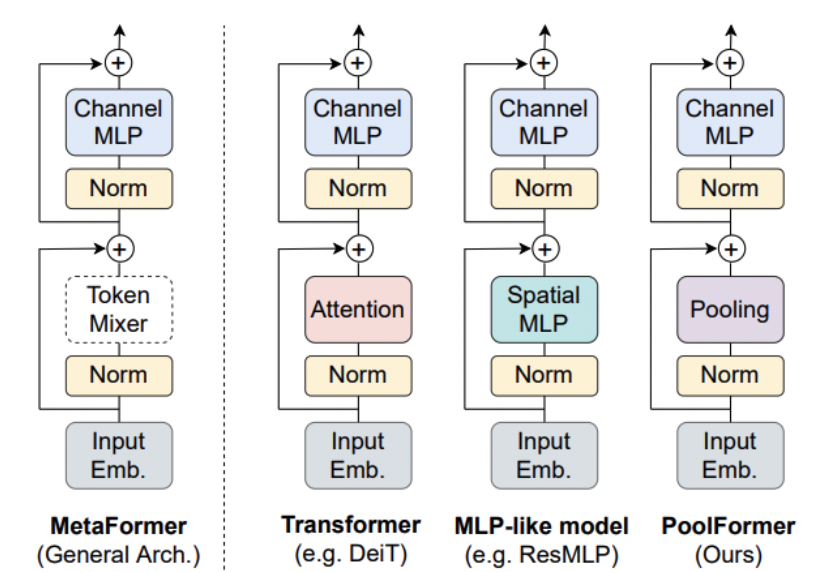 +
Channel
MLP
Norm
+
Token
Mixer
Norm
Input
Emb.
MetaFormer
(General Arch.)
+
Channel
MLP
Norm
+
Attention
Norm
Input
Emb.
Transformer
(e.g. DeiT)
+
Channel
MLP
Norm
+
Spatial
MLP
Norm
Input
Emb.
MLP-like model
(e.g. ResMLP)
+
Channel
MLP
Norm
+
Pooling
Norm
Input
Emb.
PoolFormer
(Ours)